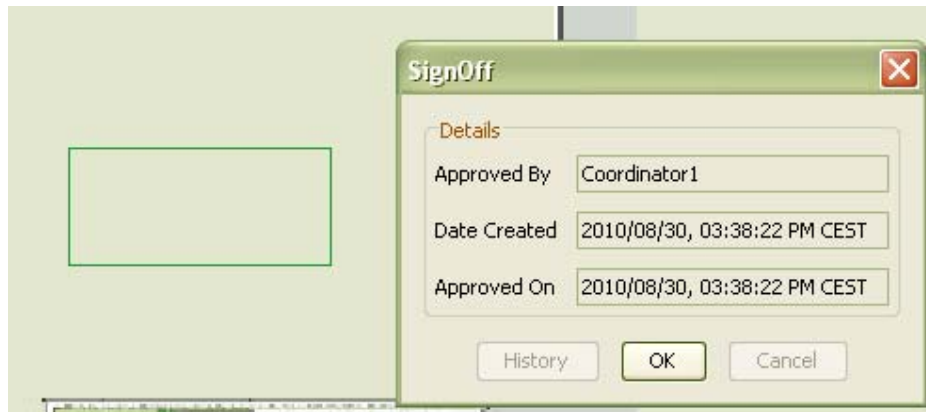 SignOff
Details
Approved By Coordinator1
Date Created 2010/08/30, 03:38:22 PM CEST
Approved On 2010/08/30, 03:38:22 PM CEST
History OK Cancel